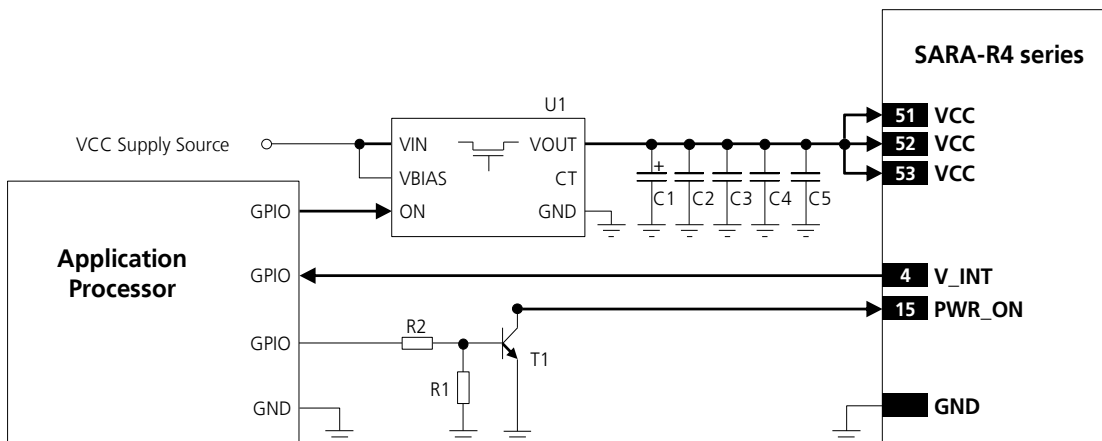 SARA-R4 series
U1
51 VCC
VCC Supply Source
VIN
VOUT
52 VCC
53 VCC
VBIAS
CT
+
C1
C2
C3
C4
C5
GPIO
ON
GND
Application
Processor
GPIO
4 V_INT
15 PWR_ON
R2
GPIO
T1
R1
GND
GND